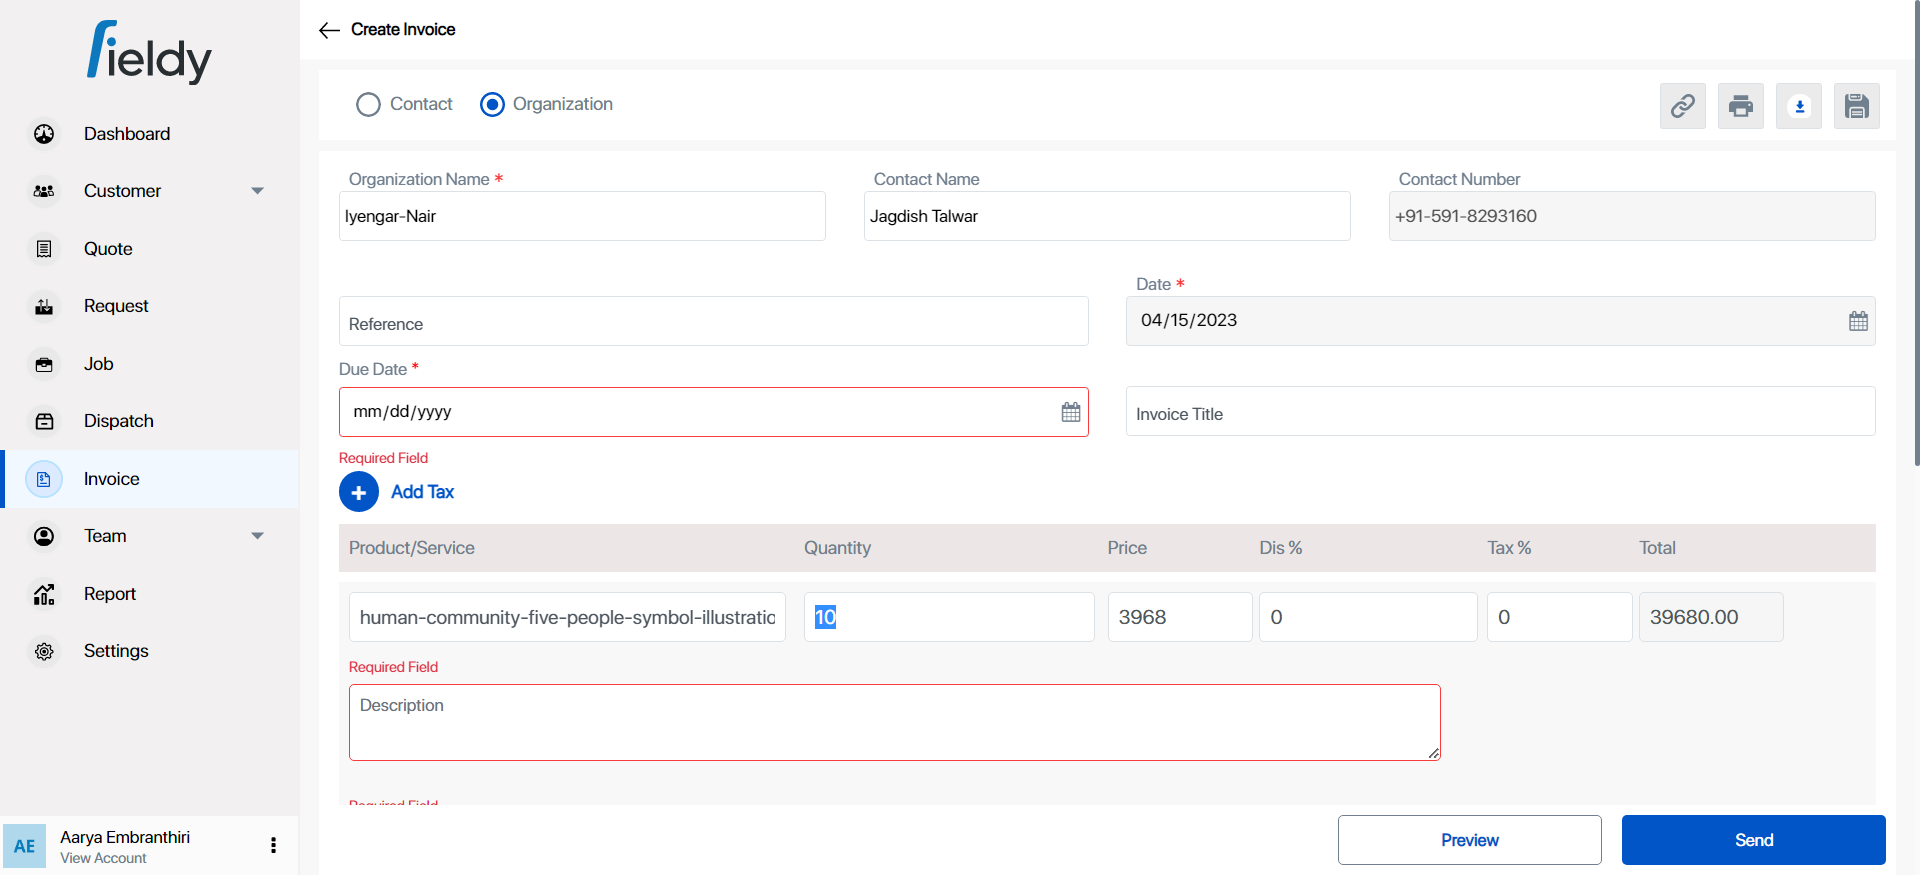 fieldy
Dashboard
Customer
Quote
Request
Job
Dispatch
Invoice
Team
Report
Settings
AE
Aarya Embranthiri
View Account
Create Invoice
Contact
Organization
Organization Name *
Iyengar-Nair
Contact Name
Jagdish Talwar
Contact Number
+91-591-8293160
Reference
Date *
04/15/2023
Due Date *
mm/dd/yyyy
Required Field
Invoice Title
Add Tax
Product/Service Quantity Price Dis % Tax % Total
human-community-five-people-symbol-illustratio 10 3968 0 0 39680.00
Required Field
Description
Required Field
Preview
Send